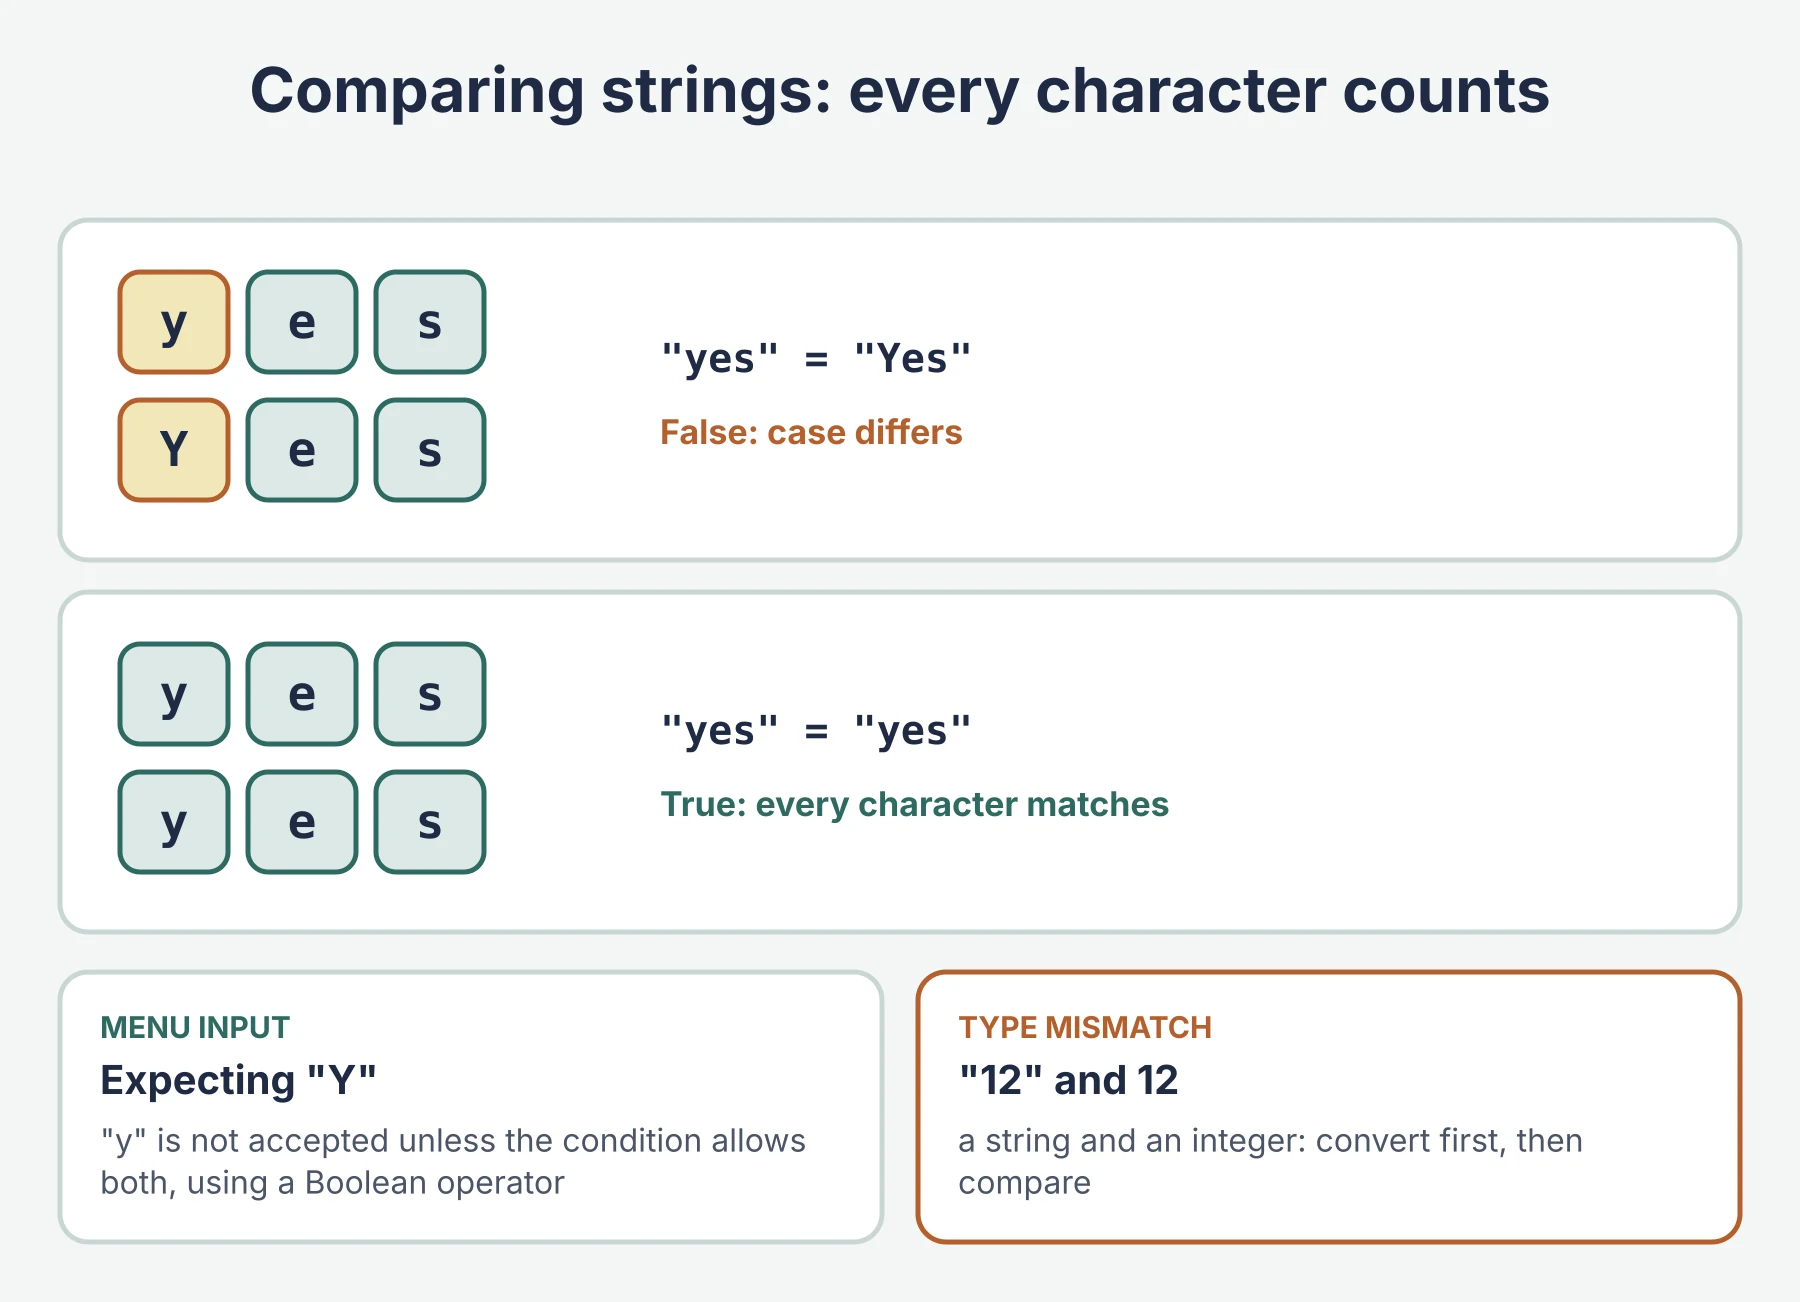 Comparing strings: every character counts
y e s
Y e s
"yes" = "Yes"
False: case differs
y e s
y e s
"yes" = "yes"
True: every character matches
MENU INPUT
Expecting "Y"
"y" is not accepted unless the condition allows
both, using a Boolean operator
TYPE MISMATCH
"12" and 12
a string and an integer: convert first, then
compare